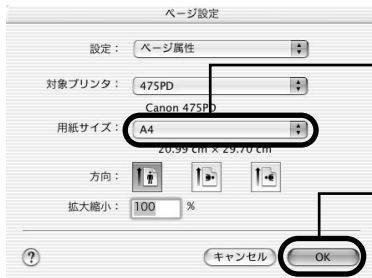 ページ設定
設定： ページ属性
対象プリンタ： 475PD
Canon 475PD
用紙サイズ： A4
20.99 cm × 29.70 cm
方向：
拡大縮小： 100 %
? キャンセル OK